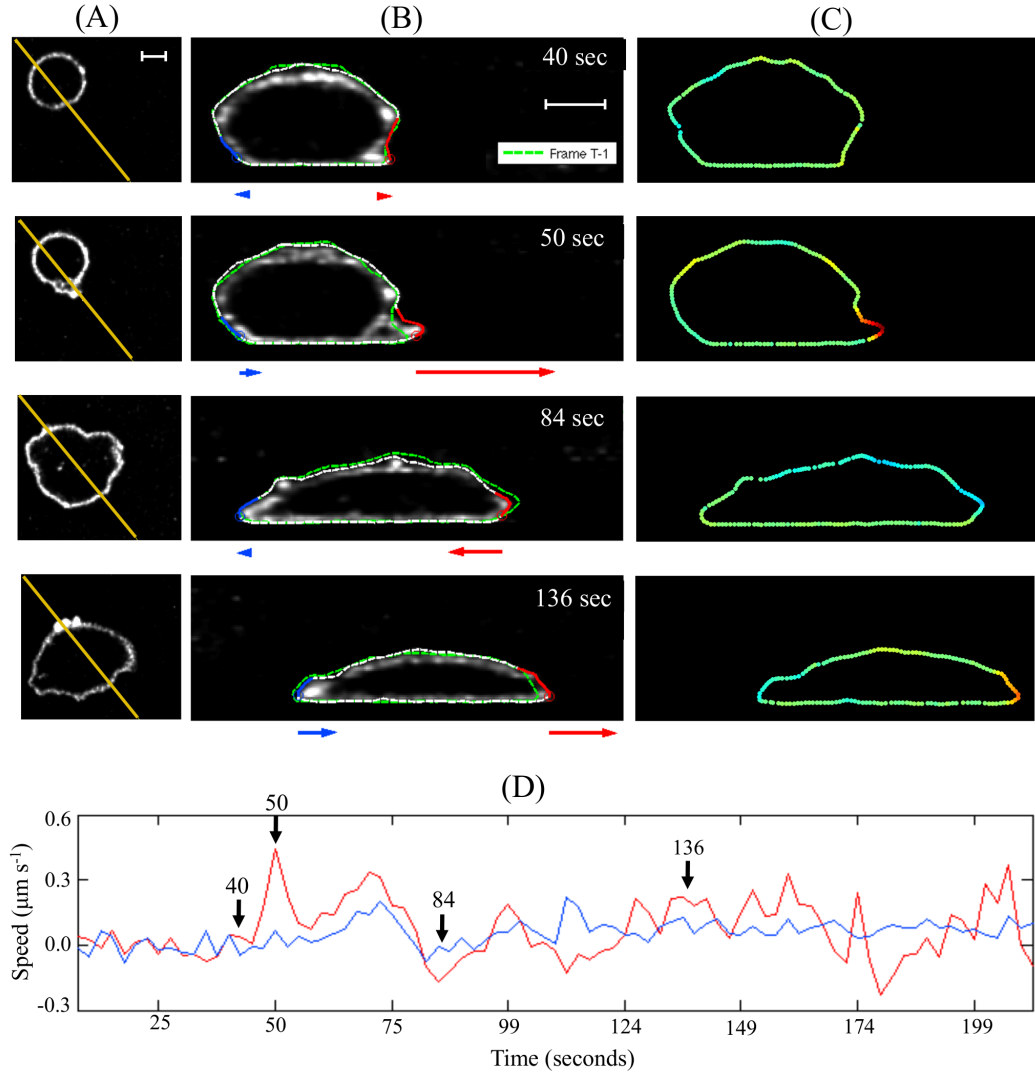 (A) (B) (C)
40 sec
Frame T-1
50 sec
84 sec
136 sec
(D)
0.6
0.3
0.0
-0.3
Speed (μm s⁻¹)
40
50
84
136
25 50 75 99 124 149 174 199
Time (seconds)